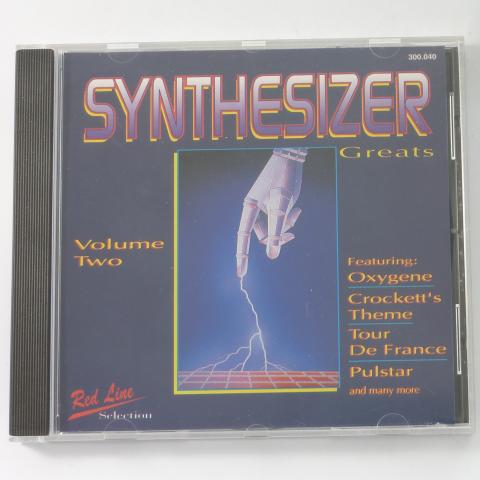 300.040
SYNTHESIZER
Greats
Volume
Two
Featuring:
Oxygene
Crockett's
Theme
Tour
De France
Pulstar
and many more
Red Line
Selection